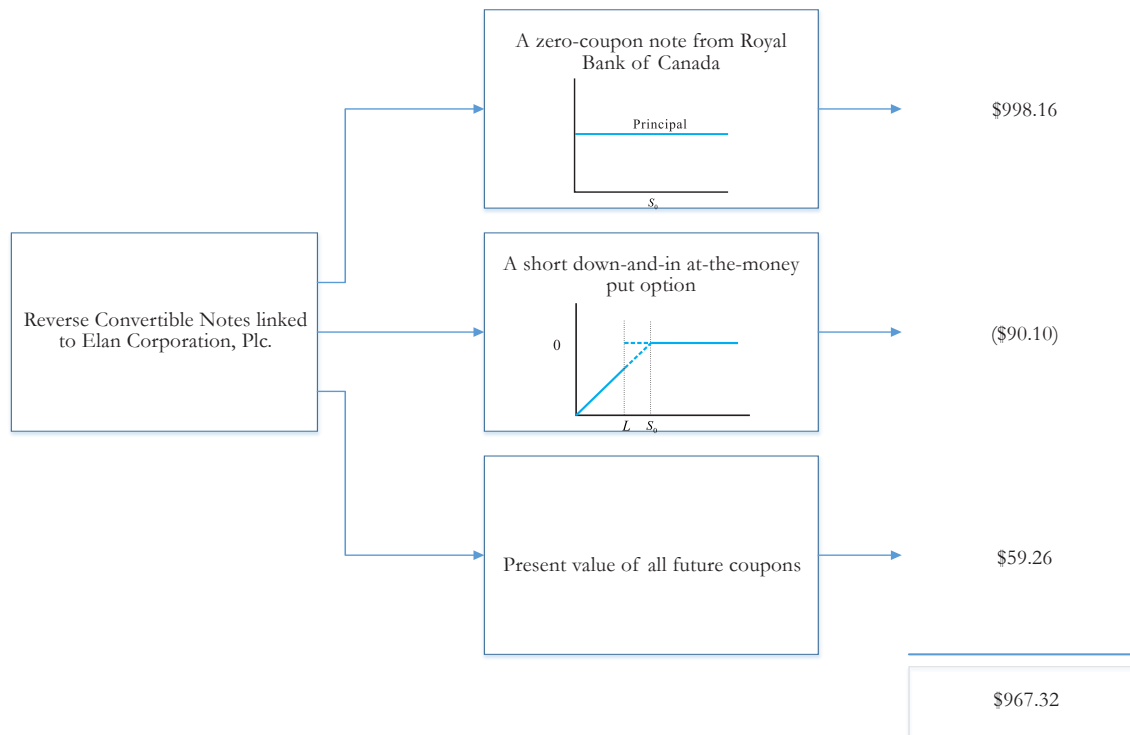 A zero-coupon note from Royal
Bank of Canada
Principal
S₀
$998.16
Reverse Convertible Notes linked
to Elan Corporation, Plc.
A short down-and-in at-the-money
put option
0
L S₀
($90.10)
Present value of all future coupons
$59.26
$967.32